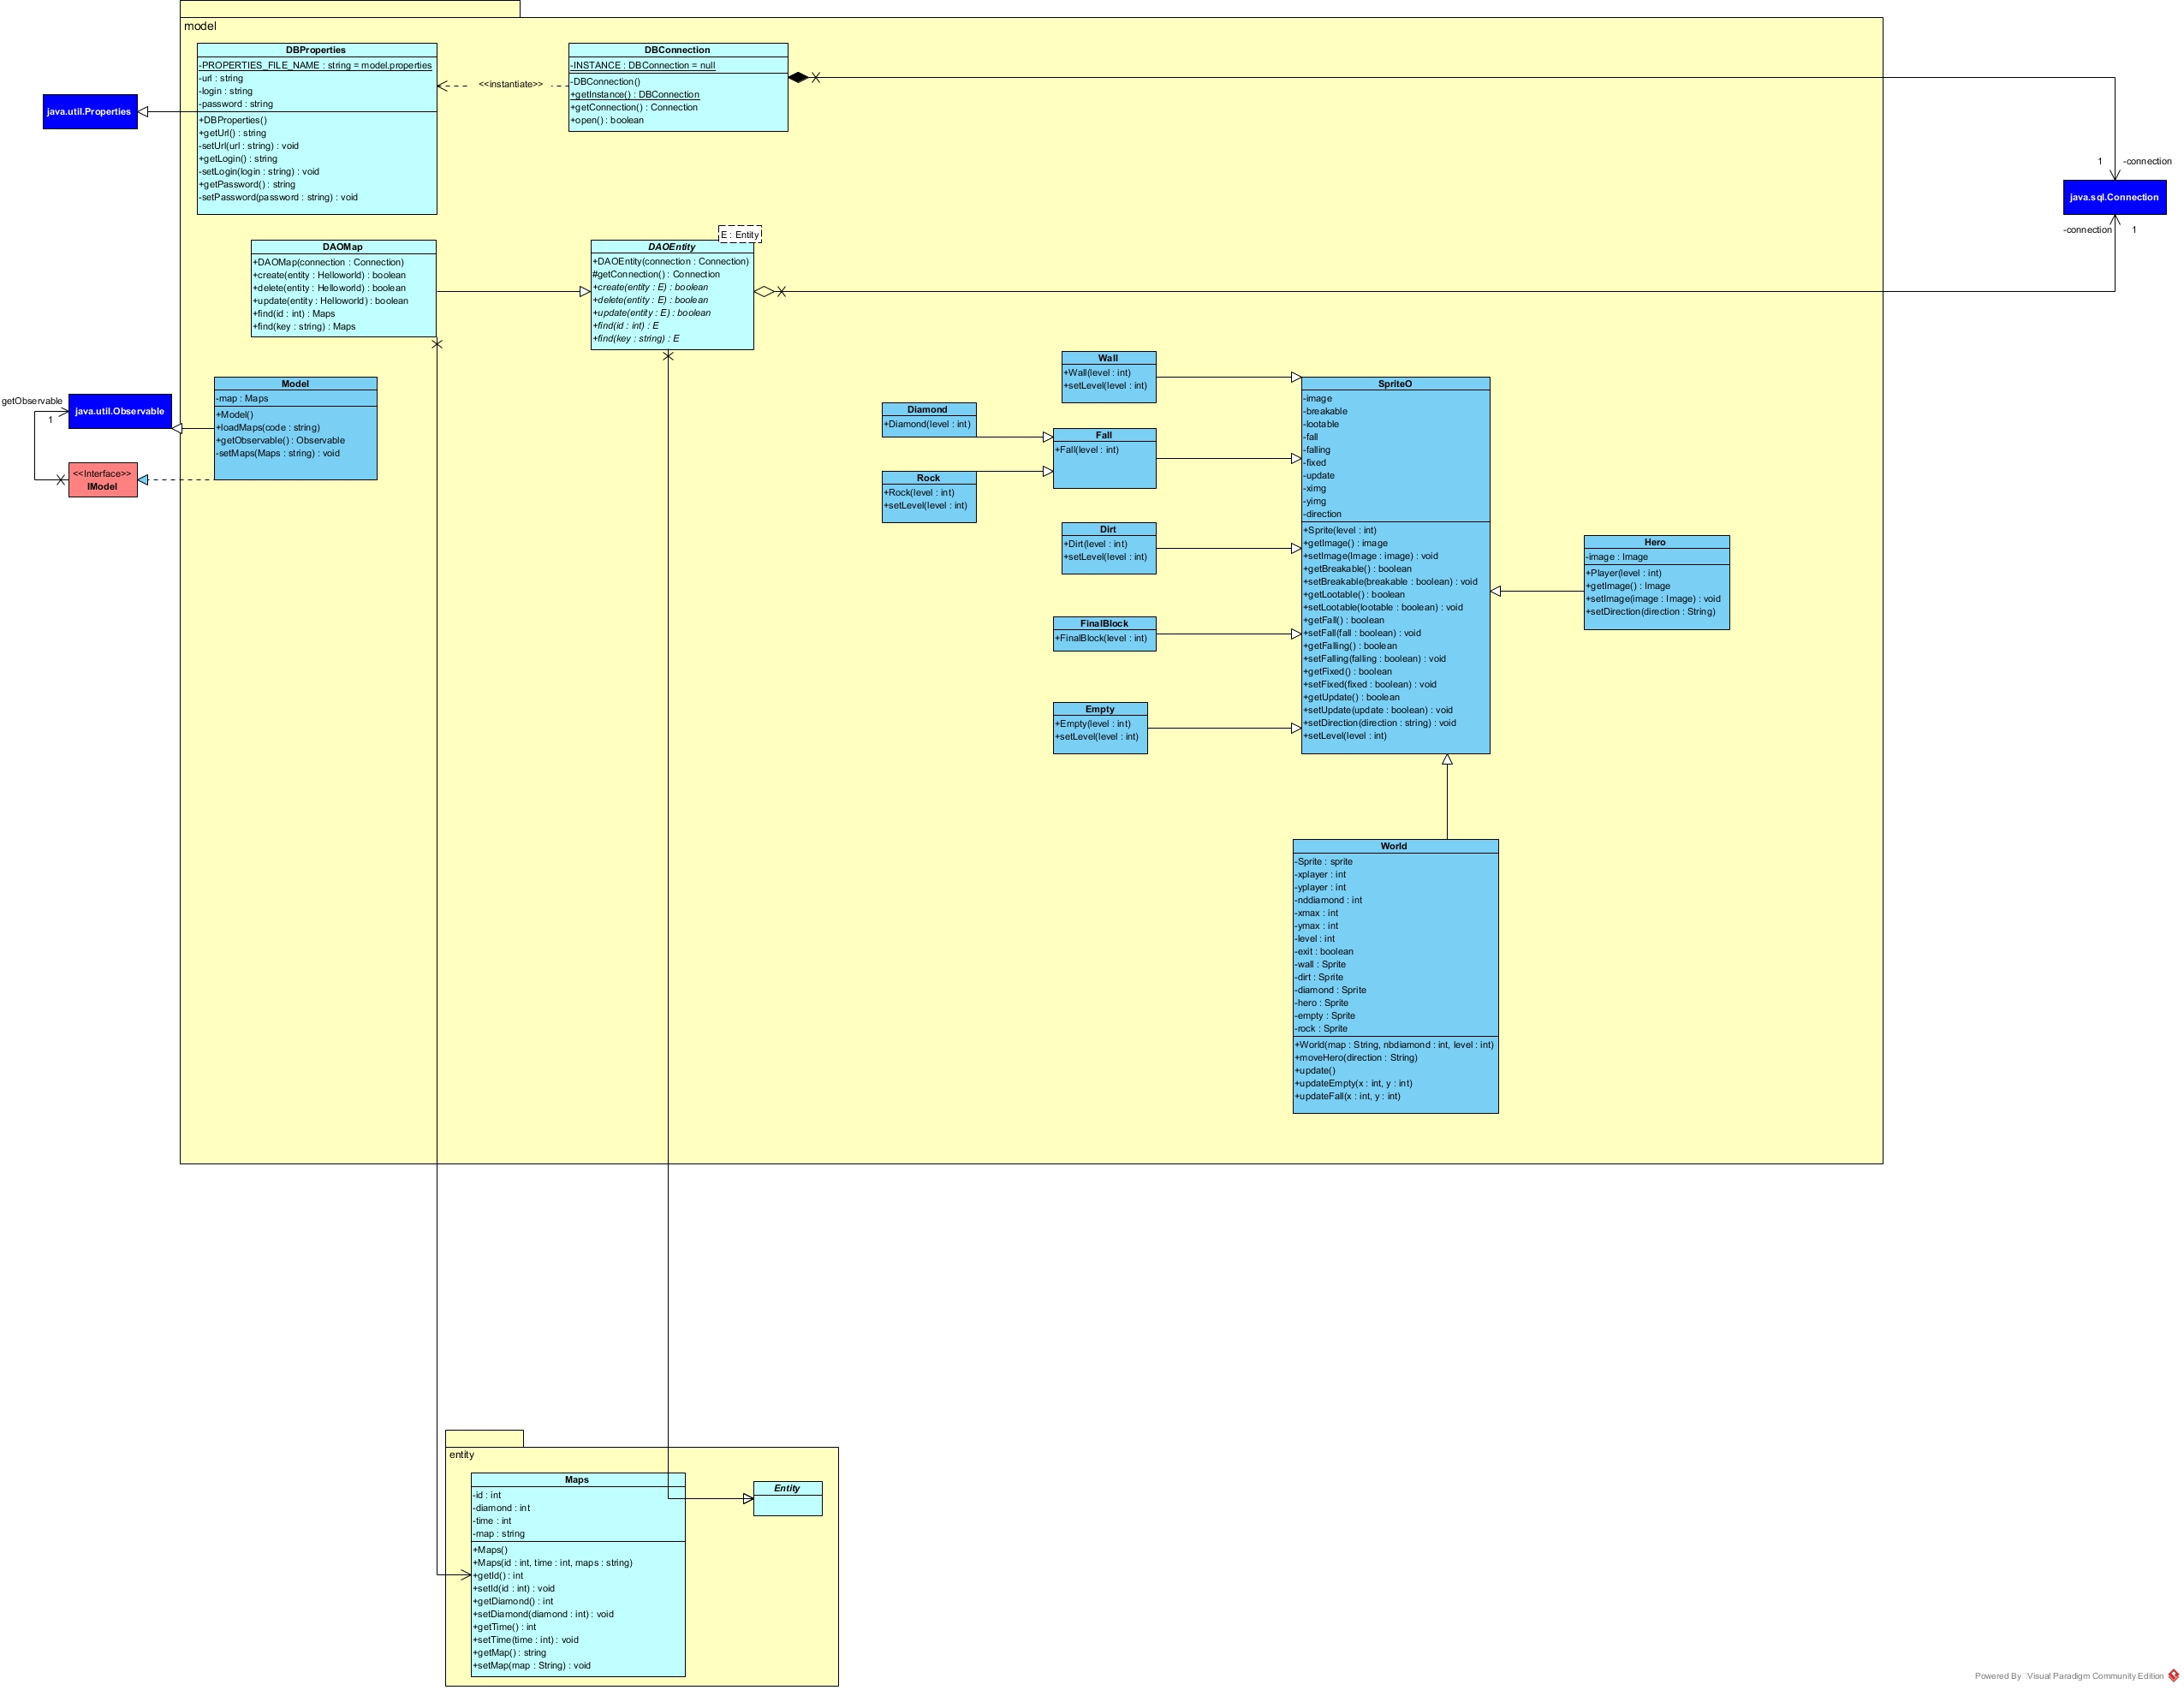 model
DBProperties
-PROPERTIES_FILE_NAME : string = model.properties
-url : string
-login : string
-password : string
+DBProperties()
+getUrl() : string
-setUrl(url : string) : void
+getLogin() : string
-setLogin(login : string) : void
+getPassword() : string
-setPassword(password : string) : void
<<instantiate>>
DBConnection
-INSTANCE : DBConnection = null
-DBConnection()
+getInstance() : DBConnection
+getConnection() : Connection
+open() : boolean
java.util.Properties
1
-connection
java.sql.Connection
-connection
1
DAOMap
+DAOMap(connection : Connection)
+create(entity : Helloworld) : boolean
+delete(entity : Helloworld) : boolean
+update(entity : Helloworld) : boolean
+find(id : int) : Maps
+find(key : string) : Maps
E : Entity
DAOEntity
+DAOEntity(connection : Connection)
#getConnection() : Connection
+create(entity : E) : boolean
+delete(entity : E) : boolean
+update(entity : E) : boolean
+find(id : int) : E
+find(key : string) : E
getObservable
1
java.util.Observable
<<Interface>>
IModel
Model
-map : Maps
+Model()
+loadMaps(code : string)
+getObservable() : Observable
-setMaps(Maps : string) : void
Wall
+Wall(level : int)
+setLevel(level : int)
Diamond
+Diamond(level : int)
Fall
+Fall(level : int)
Rock
+Rock(level : int)
+setLevel(level : int)
Dirt
+Dirt(level : int)
+setLevel(level : int)
FinalBlock
+FinalBlock(level : int)
Empty
+Empty(level : int)
+setLevel(level : int)
SpriteO
-image
-breakable
-lootable
-fall
-falling
-fixed
-update
-ximg
-yimg
-direction
+Sprite(level : int)
+getImage() : image
+setImage(Image : image) : void
+getBreakable() : boolean
+setBreakable(breakable : boolean) : void
+getLootable() : boolean
+setLootable(lootable : boolean) : void
+getFall() : boolean
+setFall(fall : boolean) : void
+getFalling() : boolean
+setFalling(falling : boolean) : void
+getFixed() : boolean
+setFixed(fixed : boolean) : void
+getUpdate() : boolean
+setUpdate(update : boolean) : void
+setDirection(direction : string) : void
+setLevel(level : int)
Hero
-image : Image
+Player(level : int)
+getImage() : Image
+setImage(image : Image) : void
+setDirection(direction : String)
World
-Sprite : sprite
-xplayer : int
-yplayer : int
-nddiamond : int
-xmax : int
-ymax : int
-level : int
-exit : boolean
-wall : Sprite
-dirt : Sprite
-diamond : Sprite
-hero : Sprite
-empty : Sprite
-rock : Sprite
+World(map : String, nbdiamond : int, level : int)
+moveHero(direction : String)
+update()
+updateEmpty(x : int, y : int)
+updateFall(x : int, y : int)
entity
Maps
-id : int
-diamond : int
-time : int
-map : string
+Maps()
+Maps(id : int, time : int, maps : string)
+getId() : int
+setId(id : int) : void
+getDiamond() : int
+setDiamond(diamond : int) : void
+getTime() : int
+setTime(time : int) : void
+getMap() : string
+setMap(map : String) : void
Entity
Powered By Visual Paradigm Community Edition